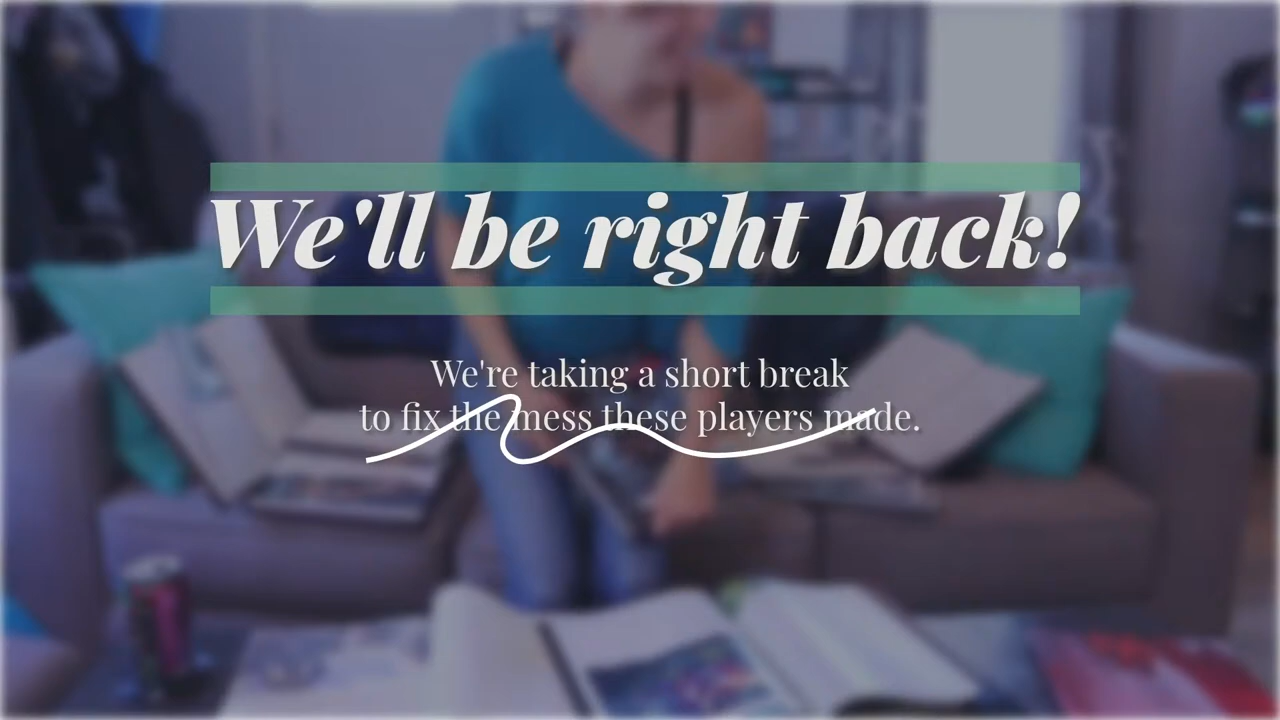 We'll be right back!
We're taking a short break
to fix the mess these players made.